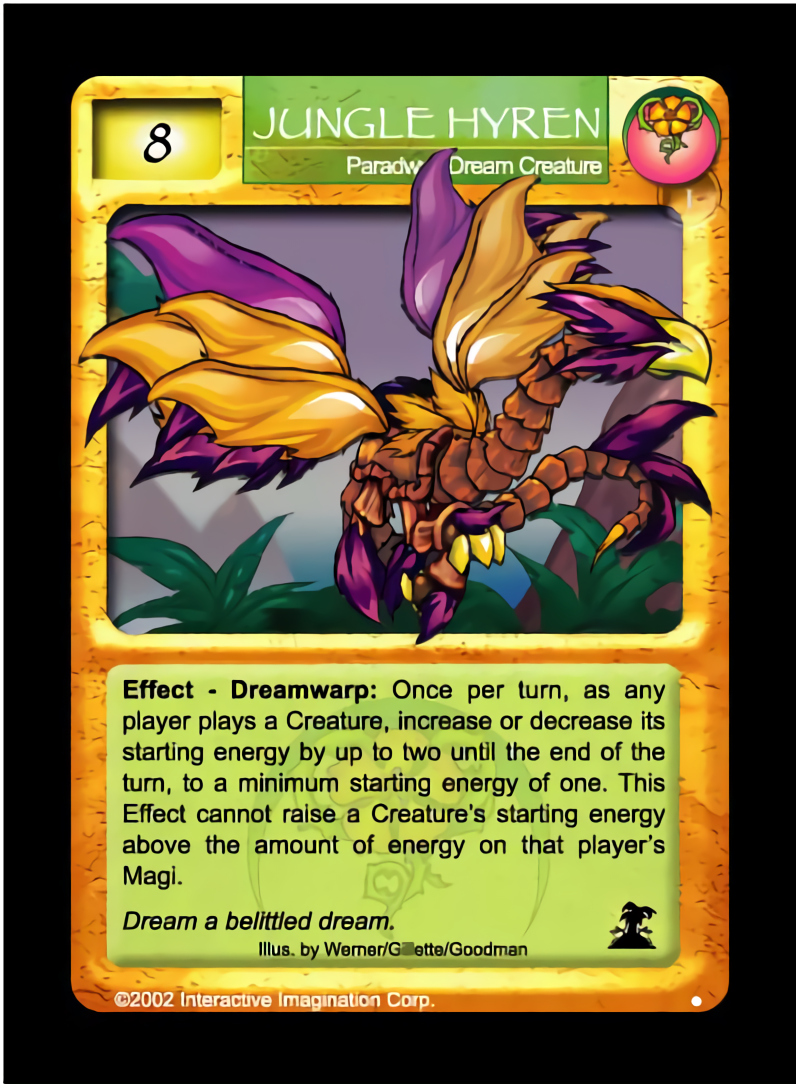 8
JUNGLE HYREN
Dream Creature
Effect - Dreamwarp: Once per turn, as any
player plays a Creature, increase or decrease its
starting energy by up to two until the end of the
turn, to a minimum starting energy of one. This
Effect cannot raise a Creature's starting energy
above the amount of energy on that player's
Magi.
Dream a belittled dream.
Illus. by Werner/G ette/Goodman
©2002 Interactive Imagination Corp.